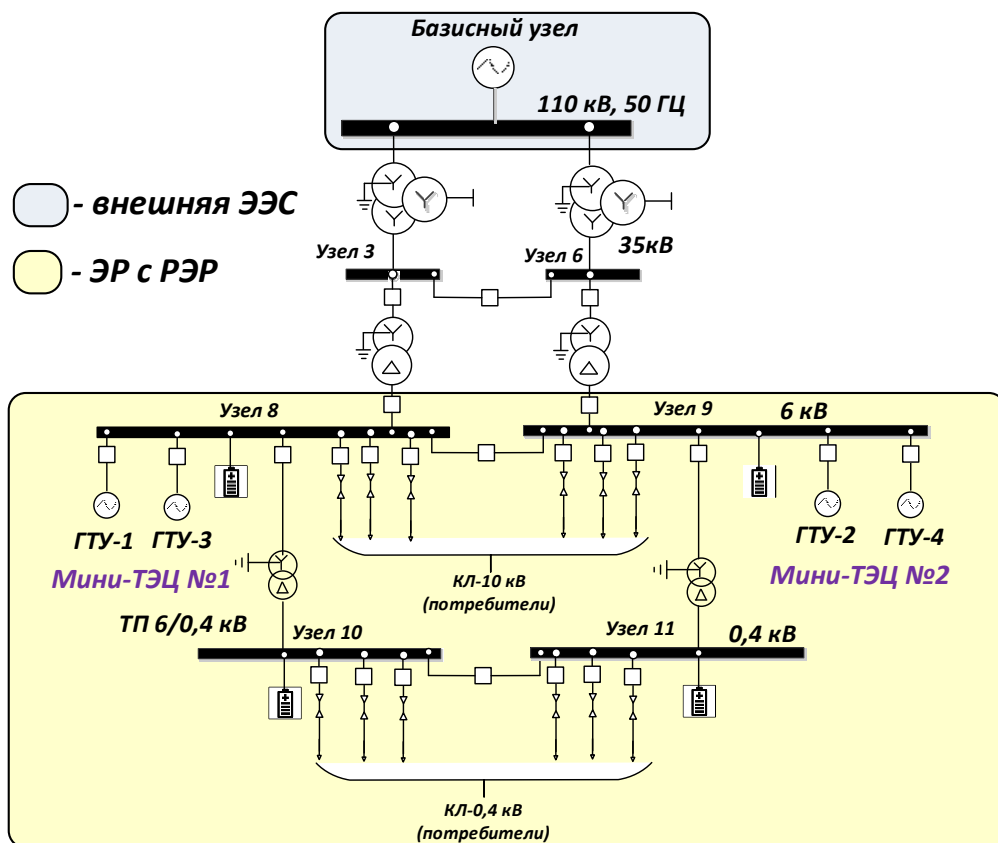 Базисный узел
110 кВ, 50 ГЦ
- внешняя ЭЭС
- ЭР с РЭР
Узел 3
Узел 6
35кВ
Узел 8
Узел 9
6 кВ
ГТУ-1
ГТУ-3
ГТУ-2
ГТУ-4
Мини-ТЭЦ №1
КЛ-10 кВ
(потребители)
Мини-ТЭЦ №2
ТП 6/0,4 кВ
Узел 10
Узел 11
0,4 кВ
КЛ-0,4 кВ
(потребители)